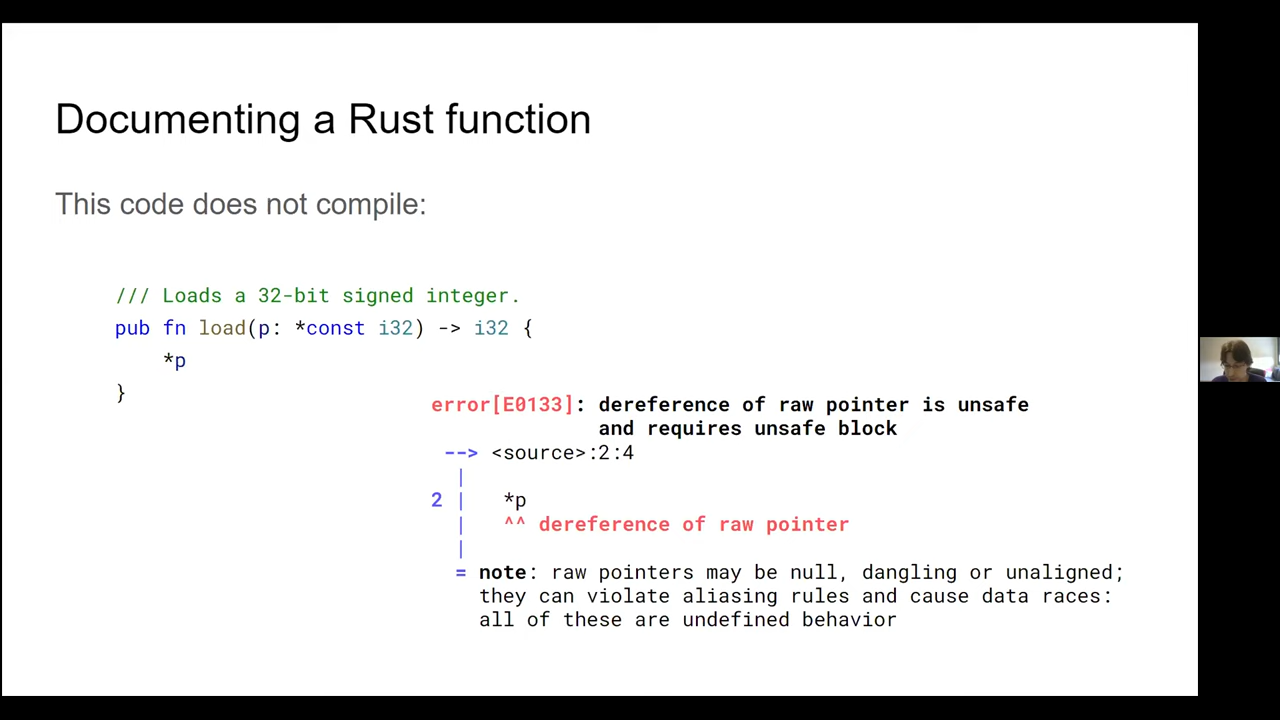 Documenting a Rust function
This code does not compile:
/// Loads a 32-bit signed integer.
pub fn load(p: *const i32) -> i32 {
    *p
}
error[E0133]: dereference of raw pointer is unsafe
              and requires unsafe block
 --> <source>:2:4
  |
2 |   *p
  |   ^^ dereference of raw pointer
  |
  = note: raw pointers may be null, dangling or unaligned;
    they can violate aliasing rules and cause data races:
    all of these are undefined behavior